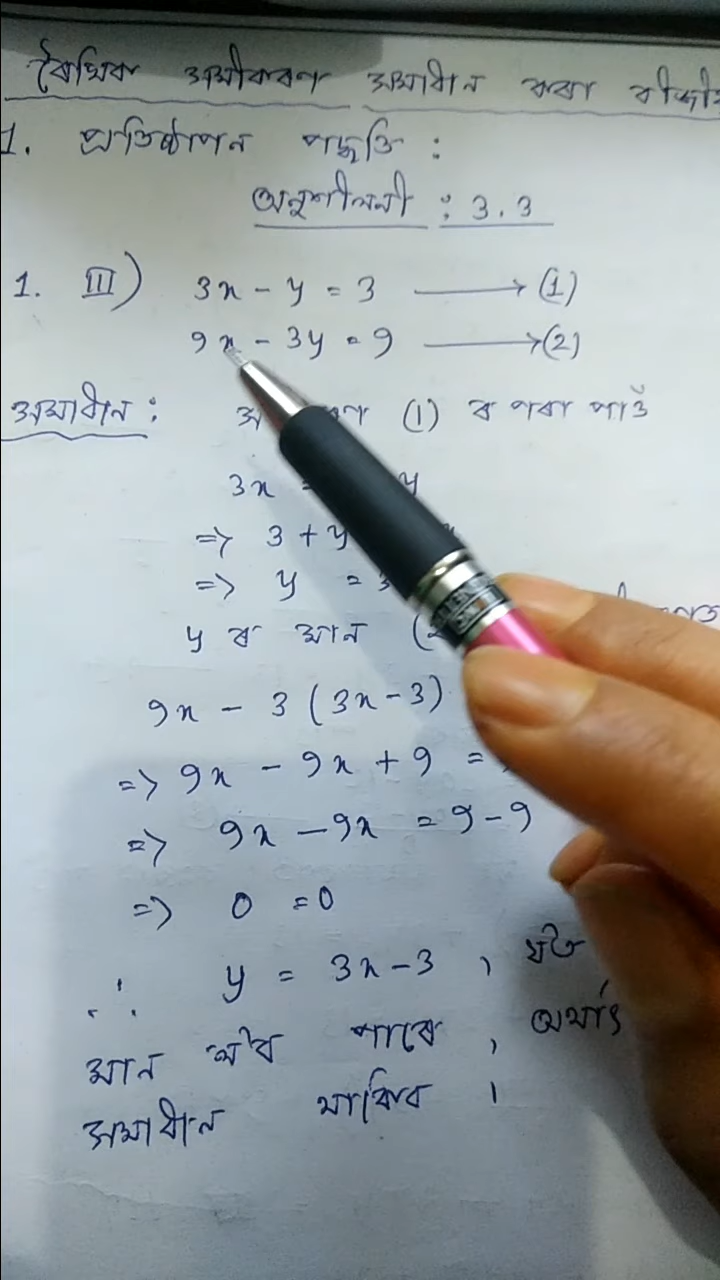 ৰৈখিক সমীকৰণ সমাধান কৰা
1. প্ৰতিষ্ঠাপন পদ্ধতি :
অনুশীলনী : 3.3
1. III) 3x - y = 3 ⟶ (1)
9x - 3y = 9 ⟶ (2)
সমাধান : (1) ৰ পৰা পাওঁ
3x = y
=> 3 + y
=> y = 3
y ৰ মান
9x - 3 (3x - 3)
=> 9x - 9x + 9 =
=> 9x - 9x = 9 - 9
=> 0 = 0
∴ y = 3x - 3 , য'ত
মান ল'ব পাৰে , অৰ্থাৎ
সমাধান থাকিব ।